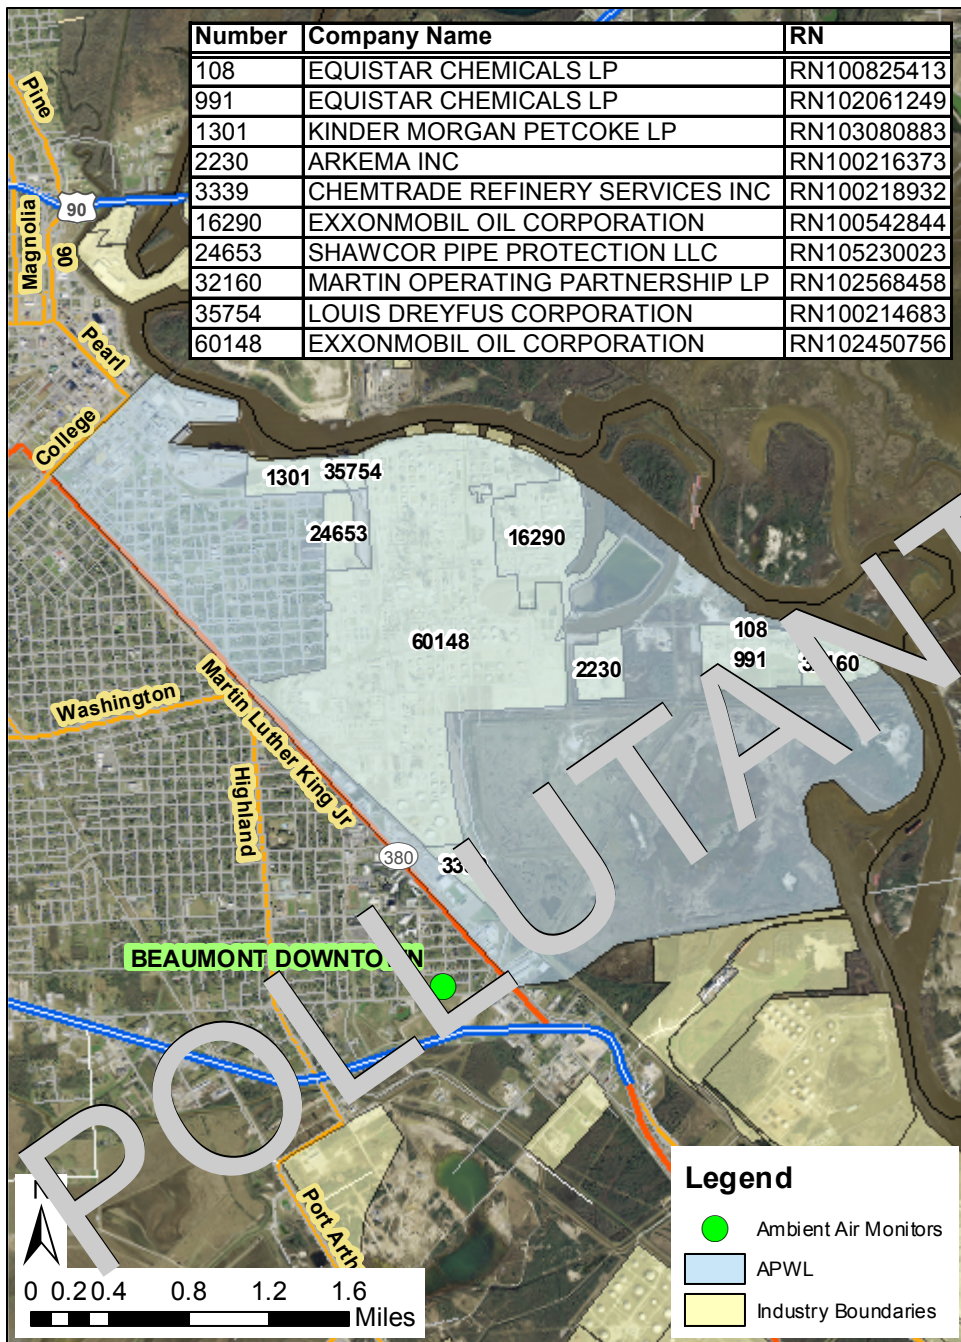 Number Company Name RN
108 EQUISTAR CHEMICALS LP RN100825413
991 EQUISTAR CHEMICALS LP RN102061249
1301 KINDER MORGAN PETCOKE LP RN103080883
2230 ARKEMA INC RN100216373
3339 CHEMTRADE REFINERY SERVICES INC RN100218932
16290 EXXONMOBIL OIL CORPORATION RN100542844
24653 SHAWCOR PIPE PROTECTION LLC RN105230023
32160 MARTIN OPERATING PARTNERSHIP LP RN102568458
35754 LOUIS DREYFUS CORPORATION RN100214683
60148 EXXONMOBIL OIL CORPORATION RN102450756
Pine
90
Magnolia
90
Pearl
College
1301
35754
24653
16290
60148
108
991
2230
Washington
Martin Luther King Jr
Highland
380
BEAUMONT
POLLUTANT
Port
N
0 0.2 0.4 0.8 1.2 1.6
Miles
Legend
Ambient Air Monitors
APWL
Industry Boundaries